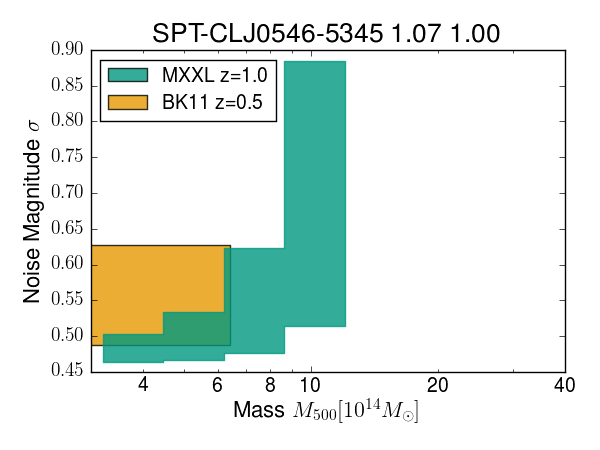 SPT-CLJ0546-5345 1.07 1.00
MXXL z=1.0
BK11 z=0.5
Noise Magnitude σ
0.90
0.85
0.80
0.75
0.70
0.65
0.60
0.55
0.50
0.45
4 6 8 10 20 40
Mass M₅₀₀[10¹⁴M⊙]